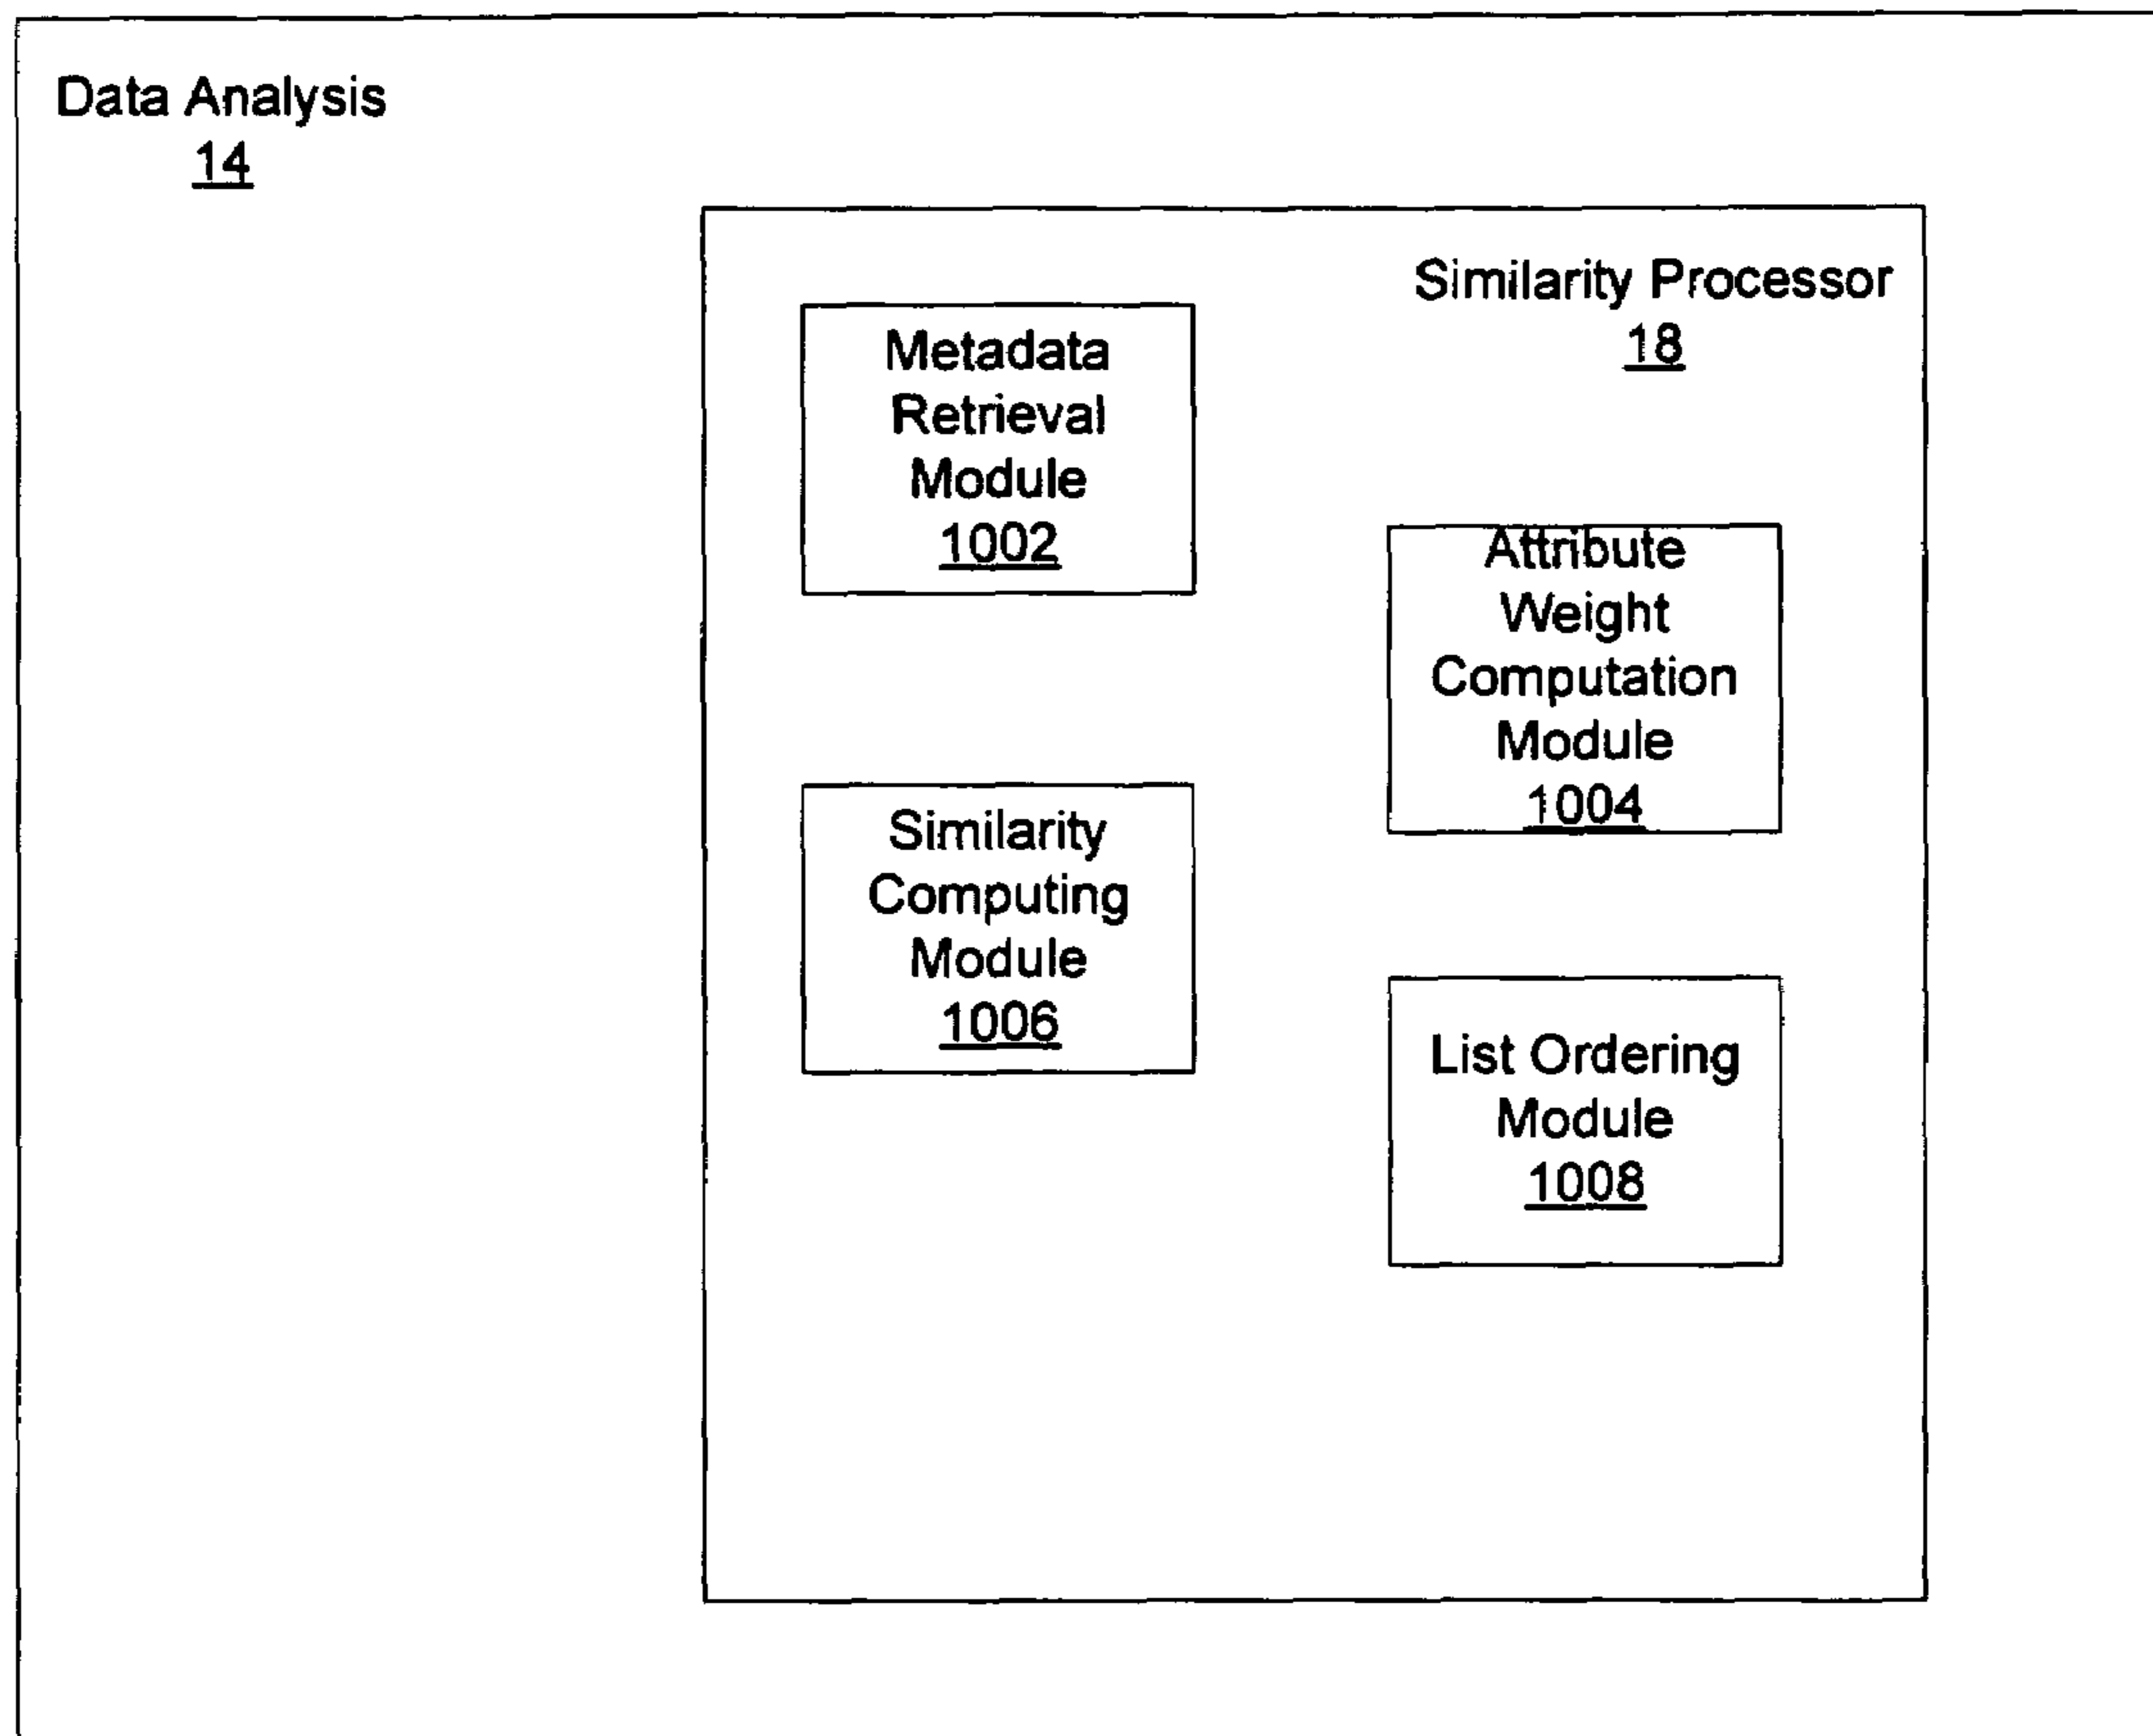 Data Analysis
14
Similarity Processor
18
Metadata
Retrieval
Module
1002
Attribute
Weight
Computation
Module
1004
Similarity
Computing
Module
1006
List Ordering
Module
1008